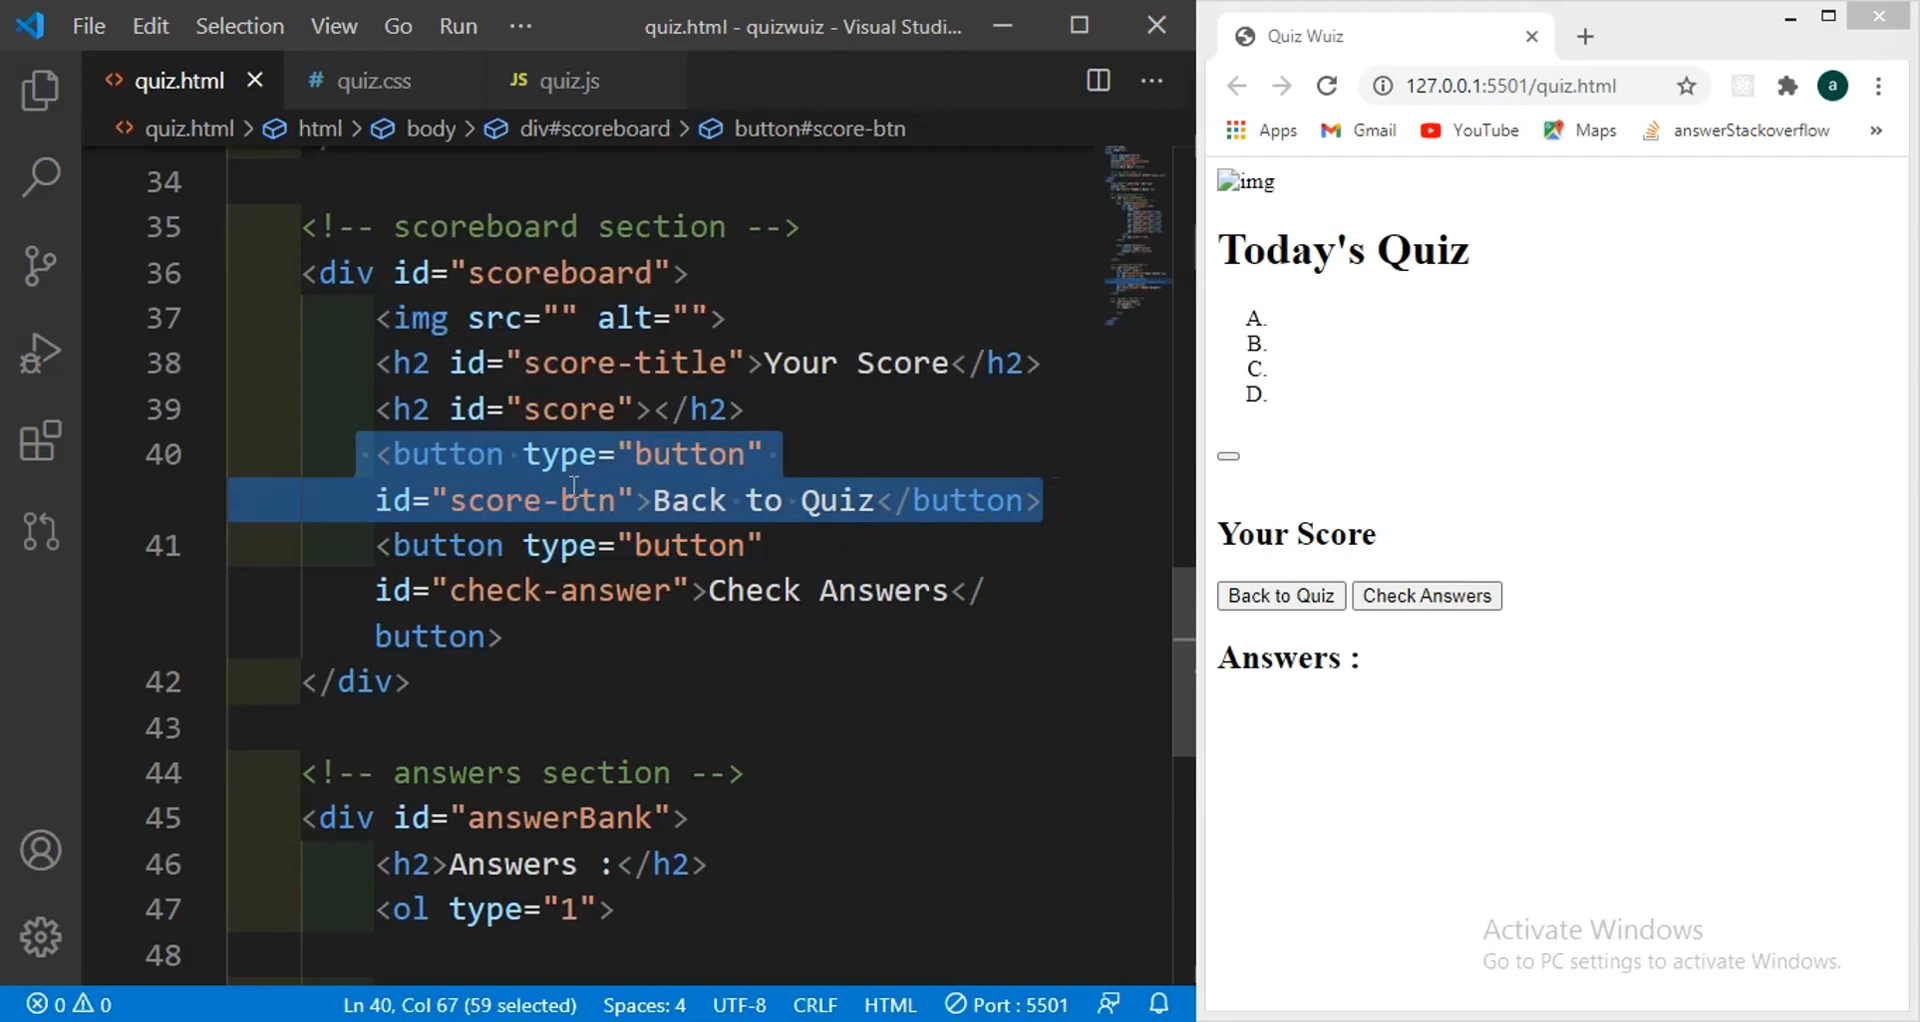 File Edit Selection View Go Run ··· quiz.html - quizwuiz - Visual Studi...
quiz.html # quiz.css JS quiz.js
quiz.html > html > body > div#scoreboard > button#score-btn
34
35 <!-- scoreboard section -->
36 <div id="scoreboard">
37 <img src="" alt="">
38 <h2 id="score-title">Your Score</h2>
39 <h2 id="score"></h2>
40 <button type="button"
id="score-btn">Back to Quiz</button>
41 <button type="button"
id="check-answer">Check Answers</
button>
42 </div>
43
44 <!-- answers section -->
45 <div id="answerBank">
46 <h2>Answers :</h2>
47 <ol type="1">
48
0 0 Ln 40, Col 67 (59 selected) Spaces: 4 UTF-8 CRLF HTML Port : 5501
Quiz Wuiz
127.0.0.1:5501/quiz.html a
Apps Gmail YouTube Maps answerStackoverflow »
img
Today's Quiz
A.
B.
C.
D.
Your Score
Back to Quiz Check Answers
Answers :
Activate Windows
Go to PC settings to activate Windows.